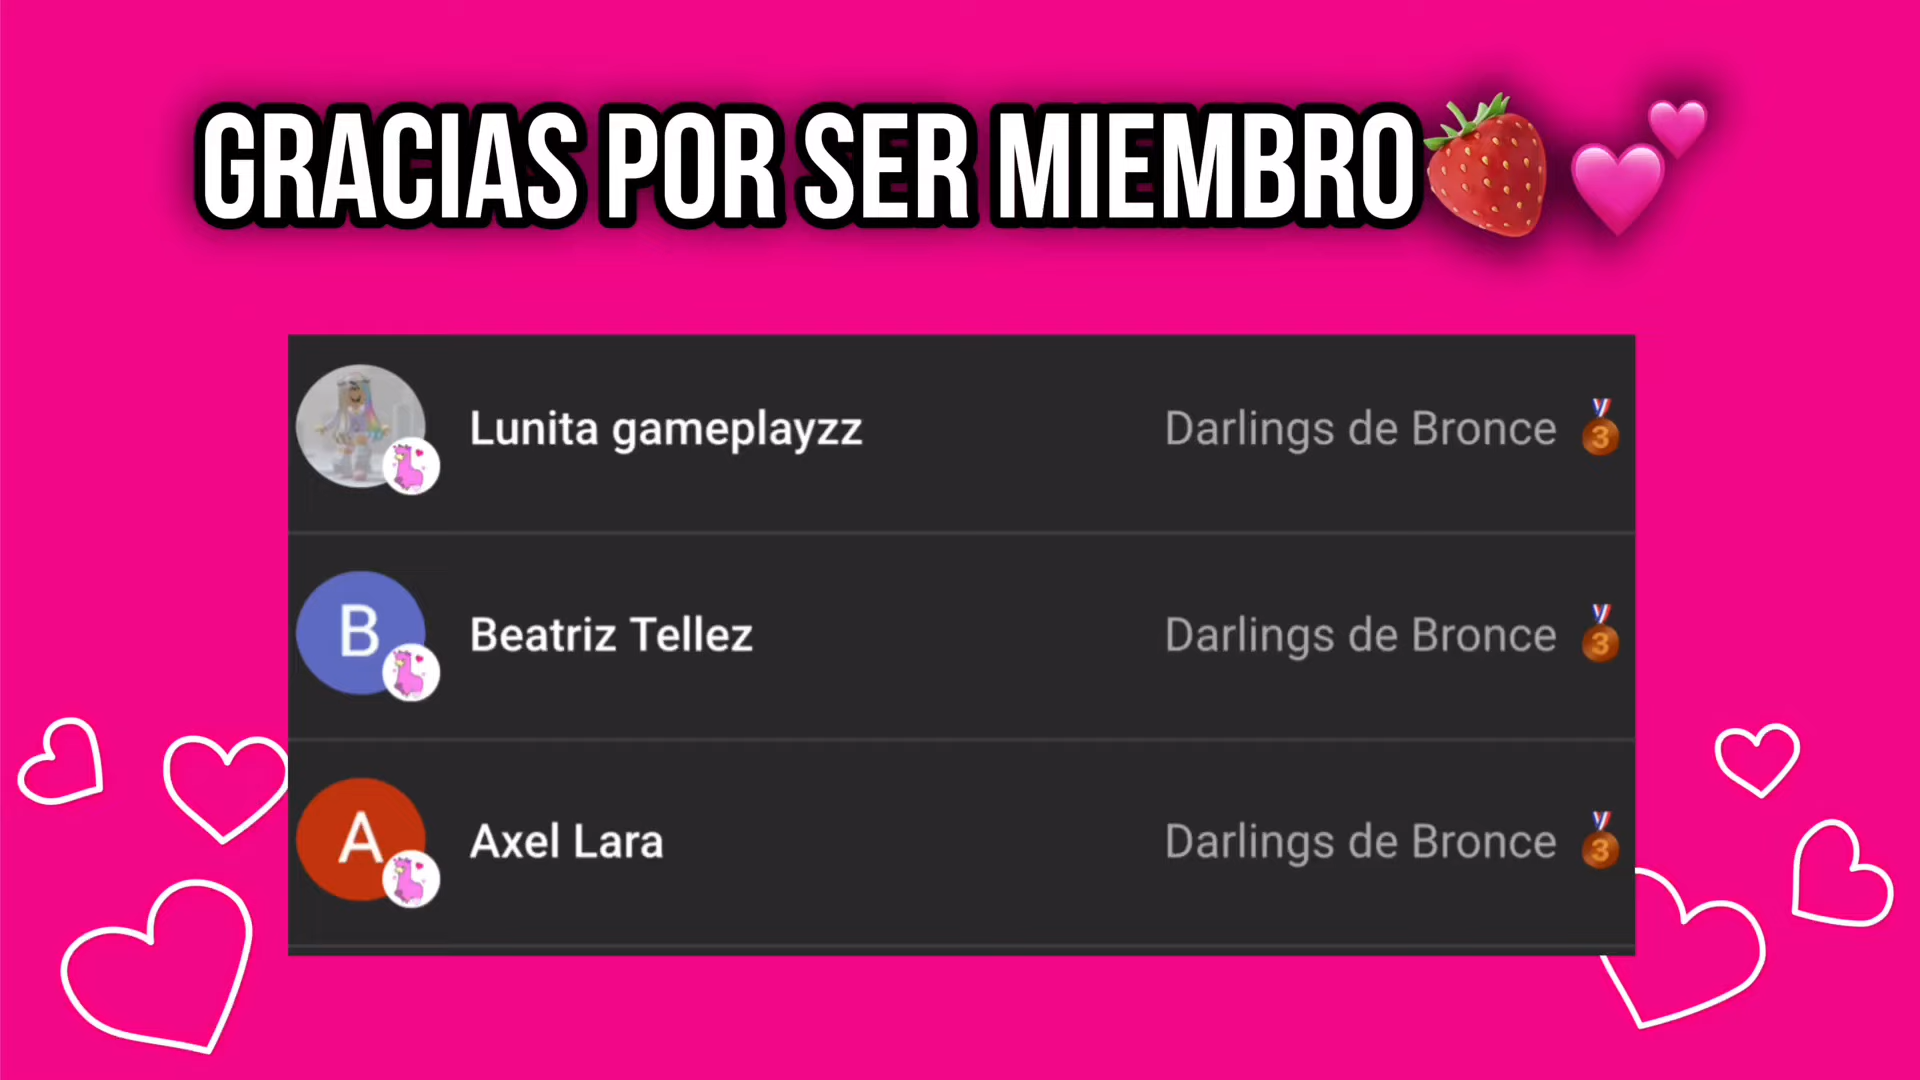 GRACIAS POR SER MIEMBRO🍓💕
Lunita gameplayzz Darlings de Bronce 🥉
B Beatriz Tellez Darlings de Bronce 🥉
A Axel Lara Darlings de Bronce 🥉